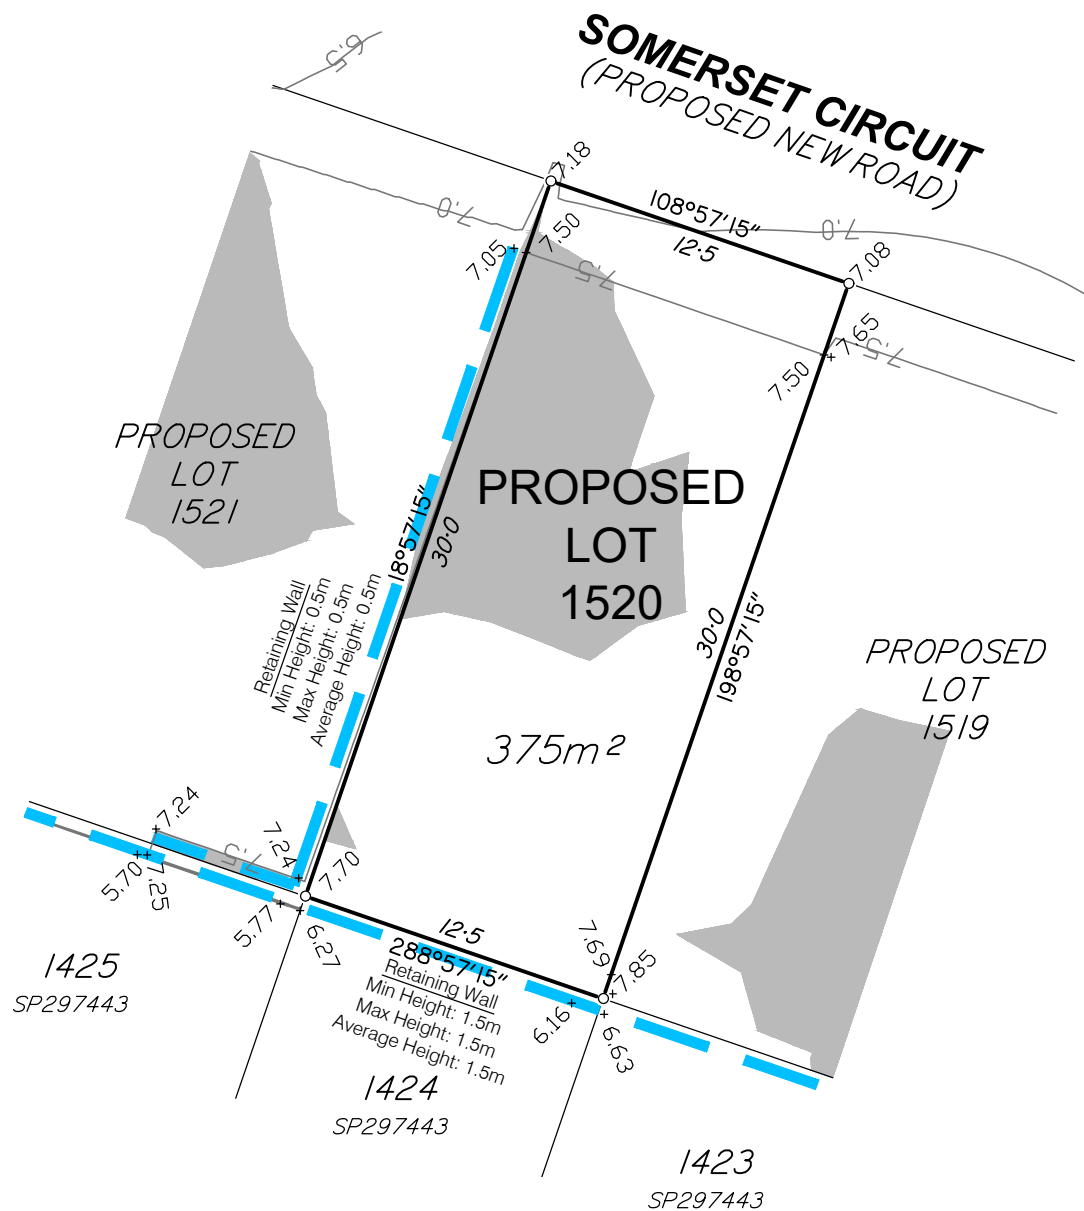 SOMERSET CIRCUIT
(PROPOSED NEW ROAD)
6.5
7.18
7.0
108°57'15"
12·5
7.0
7.08
7.05
7.50
7.5
7.65
7.5
7.50
PROPOSED
LOT
1521
PROPOSED
LOT
1520
18°57'15"
30·0
30·0
198°57'15"
Retaining Wall
Min Height: 0.5m
Max Height: 0.5m
Average Height: 0.5m
PROPOSED
LOT
1519
375m²
7.24
7.24
7.5
7.70
5.70
7.25
5.77
6.27
12·5
288°57'15"
7.69
7.85
Retaining Wall
Min Height: 1.5m
Max Height: 1.5m
Average Height: 1.5m
6.16
6.63
1425
SP297443
1424
SP297443
1423
SP297443